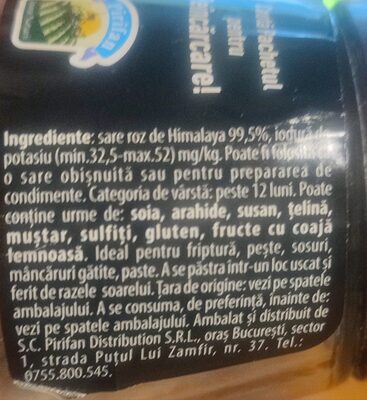 Pirifan
pentru
încărcare!
Ingrediente: sare roz de Himalaya 99,5%, iodură de
potasiu (min.32,5-max.52) mg/kg. Poate fi folosită
o sare obișnuită sau pentru prepararea de
condimente. Categoria de vârstă: peste 12 luni. Poate
conține urme de: soia, arahide, susan, țelină,
muștar, sulfiți, gluten, fructe cu coajă
lemnoasă. Ideal pentru friptură, pește, sosuri,
mâncăruri gătite, paste. A se păstra într-un loc uscat și
ferit de razele soarelui. Țara de origine: vezi pe spatele
ambalajului. A se consuma, de preferință, înainte de:
vezi pe spatele ambalajului. Ambalat și distribuit de
S.C. Pirifan Distribution S.R.L., oraș București, sector
1, strada Puțul Lui Zamfir, nr. 37. Tel.:
0755.800.545.